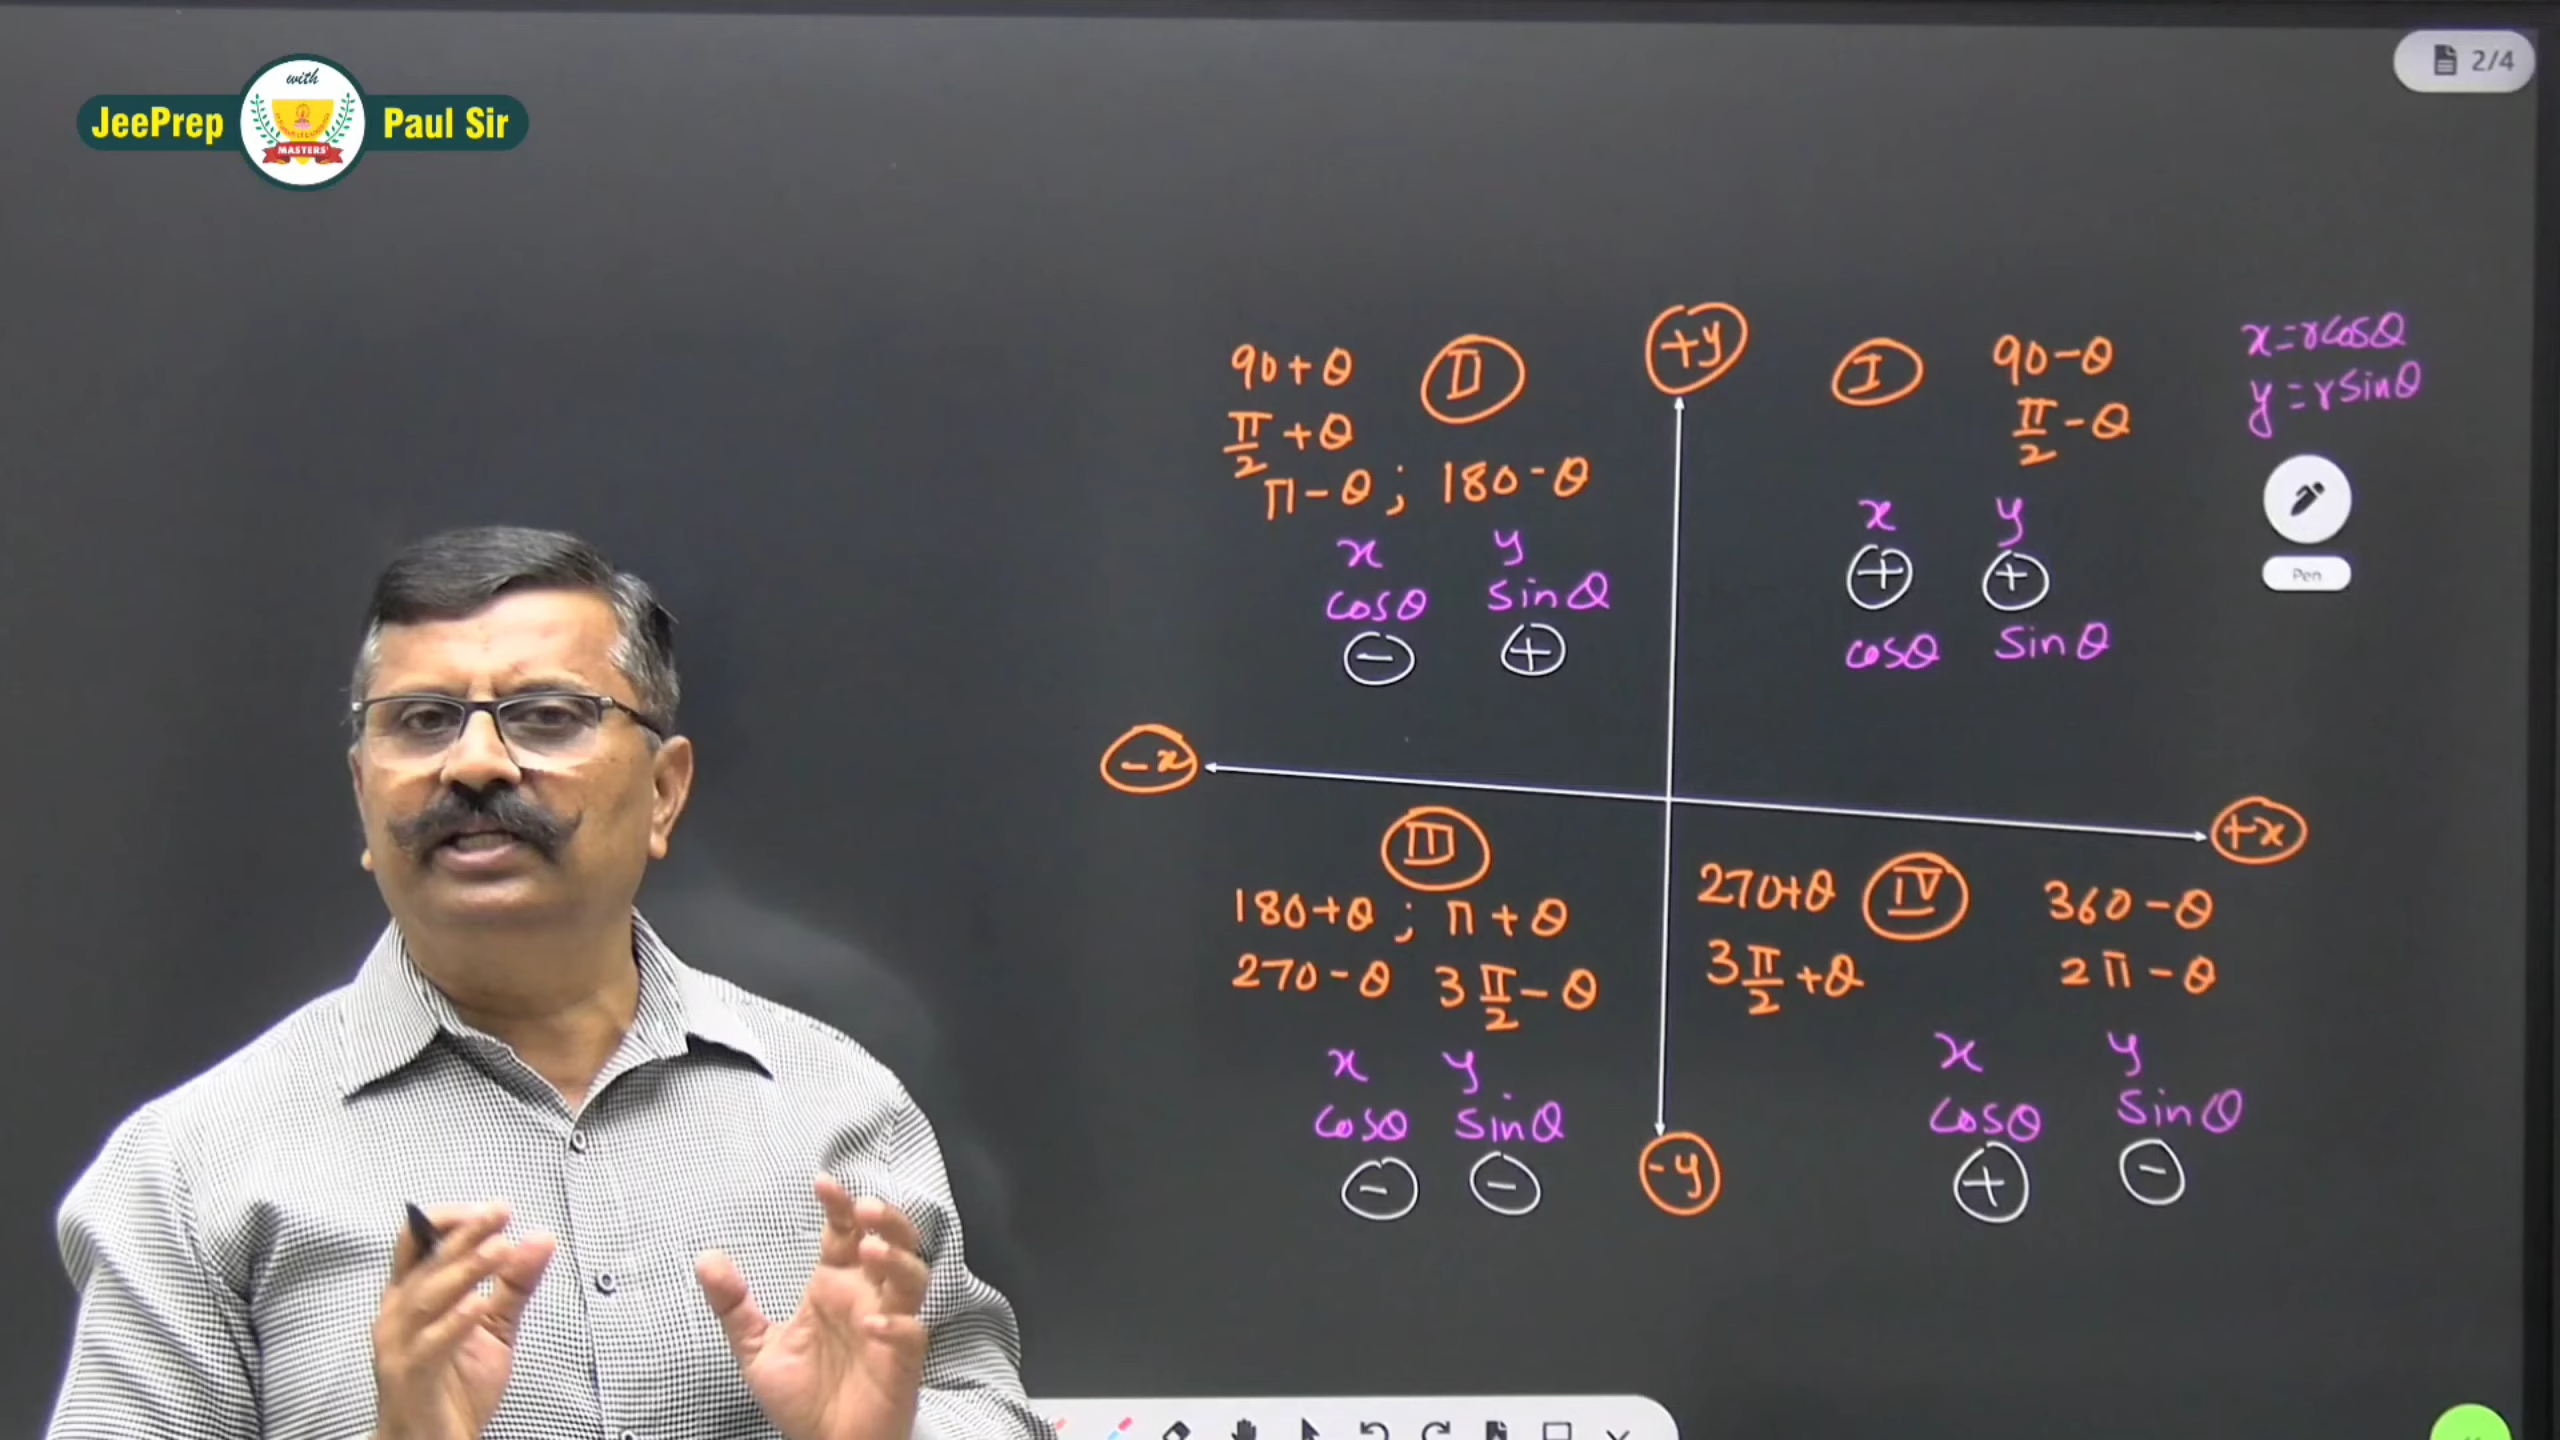 with
JeePrep Paul Sir
MASTERS'
2/4
+y
90+θ II
π/2 +θ
π-θ ; 180-θ
x y
cosθ sinθ
- +
I 90-θ
π/2 -θ
x y
+ +
cosθ sinθ
x=rcosθ
y=rsinθ
Pen
-x
+x
III
180+θ ; π+θ
270-θ 3π/2 -θ
x y
cosθ sinθ
- -
-y
270+θ IV 360-θ
3π/2 +θ 2π-θ
x y
cosθ sinθ
+ -